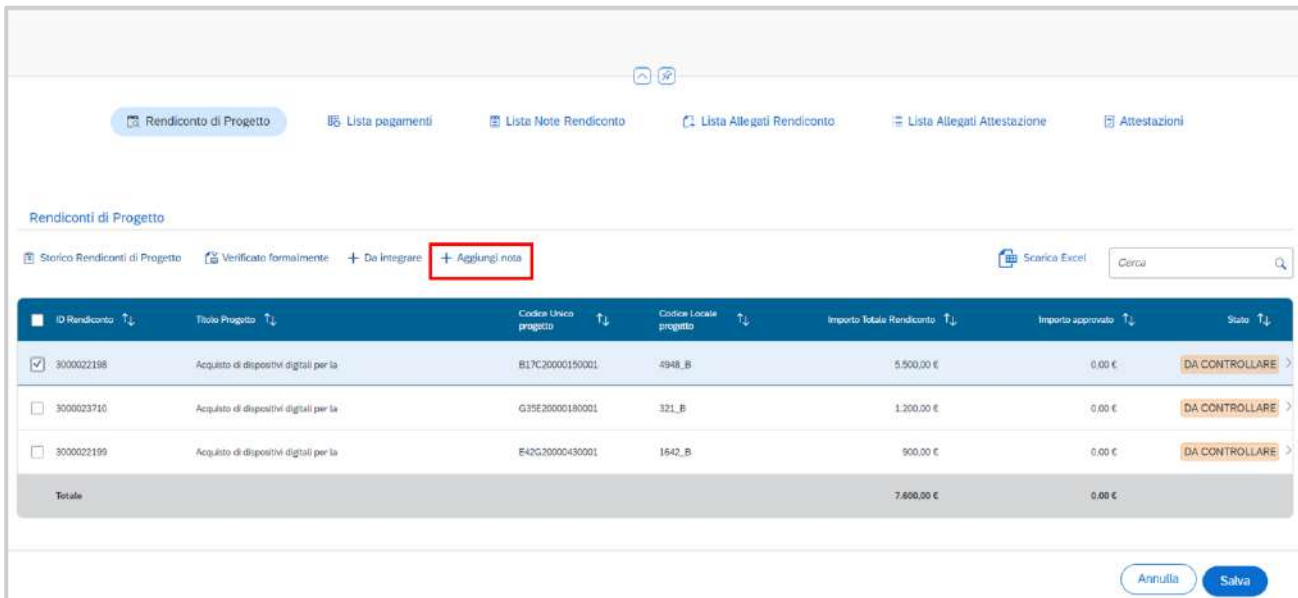 Rendiconto di Progetto Lista pagamenti Lista Note Rendiconto Lista Allegati Rendiconto Lista Allegati Attestazione Attestazioni
Rendiconti di Progetto
Storico Rendiconti di Progetto Verificato formalmente + Da integrare + Aggiungi nota Scarica Excel Cerca
ID Rendiconto Titolo Progetto Codice Unico progetto Codice Locale progetto Importo Totale Rendiconto Importo approvato Stato
3000022198 Acquisto di dispositivi digitali per la B17C20000150001 4948_B 5.500,00 € 0,00 € DA CONTROLLARE
3000023710 Acquisto di dispositivi digitali per la G35E20000180001 321_B 1.200,00 € 0,00 € DA CONTROLLARE
3000022199 Acquisto di dispositivi digitali per la E42G20000430001 1642_B 900,00 € 0,00 € DA CONTROLLARE
Totale 7.600,00 € 0,00 €
Annulla Salva